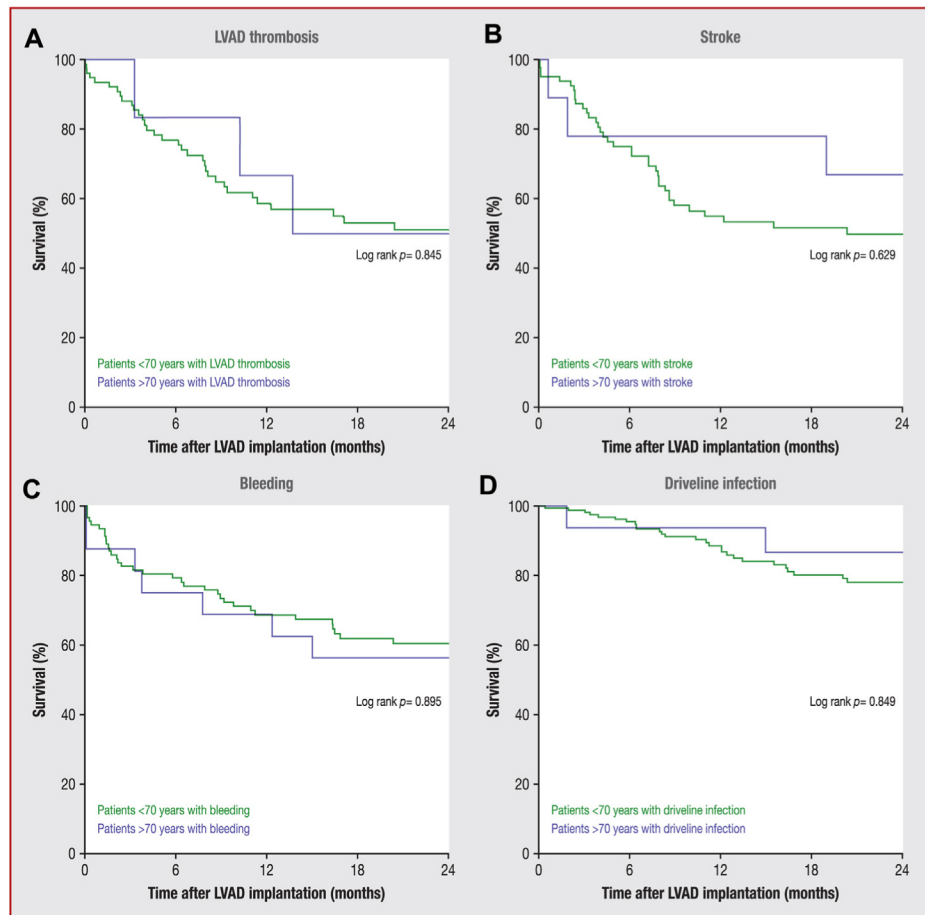 A
LVAD thrombosis
100
80
60
40
20
0
Survival (%)
Log rank p= 0.845
Patients <70 years with LVAD thrombosis
Patients >70 years with LVAD thrombosis
0 6 12 18 24
Time after LVAD implantation (months)
B
Stroke
100
80
60
40
20
0
Survival (%)
Log rank p= 0.629
Patients <70 years with stroke
Patients >70 years with stroke
0 6 12 18 24
Time after LVAD implantation (months)
C
Bleeding
100
80
60
40
20
0
Survival (%)
Log rank p= 0.895
Patients <70 years with bleeding
Patients >70 years with bleeding
0 6 12 18 24
Time after LVAD implantation (months)
D
Driveline infection
100
80
60
40
20
0
Survival (%)
Log rank p= 0.849
Patients <70 years with driveline infection
Patients >70 years with driveline infection
0 6 12 18 24
Time after LVAD implantation (months)